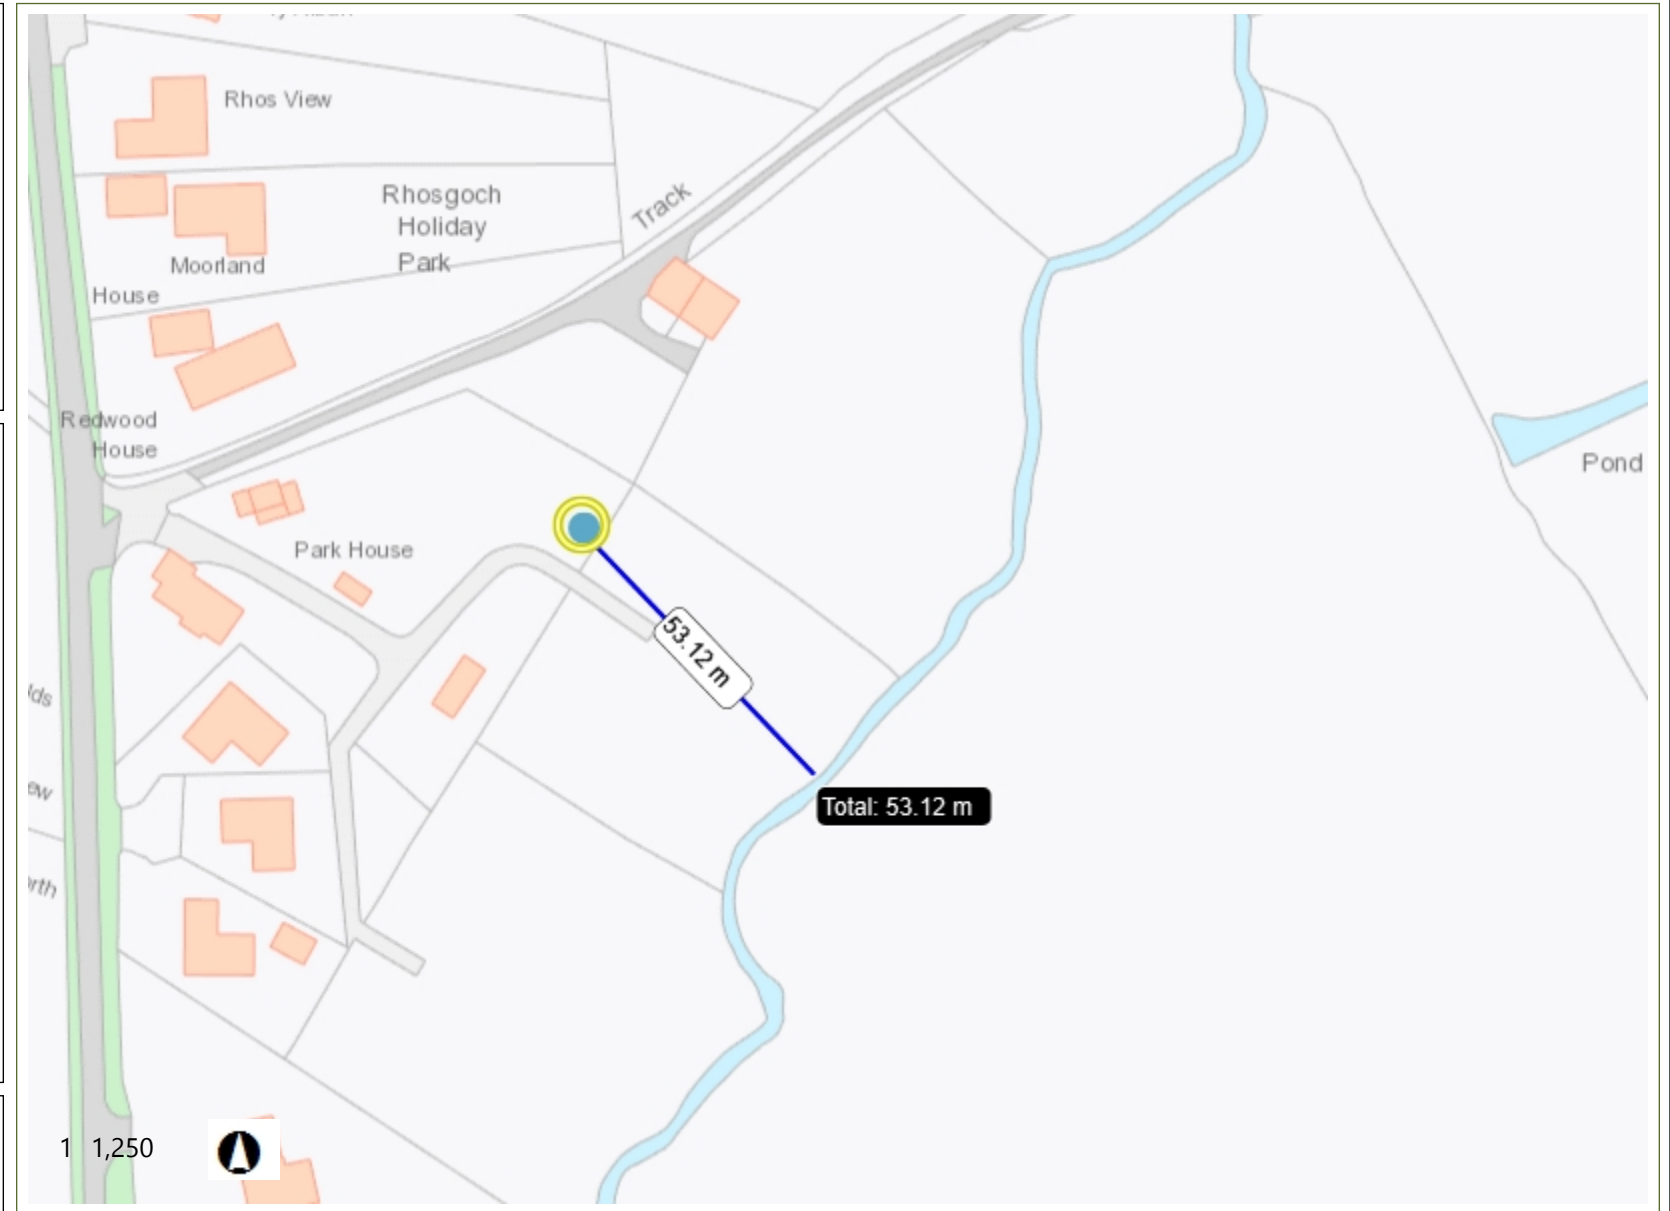 Rhos View
Rhosgoch
Holiday
Park
Track
Moorland
House
Redwood
House
Pond
Park House
53.12 m
Total: 53.12 m
1 1,250